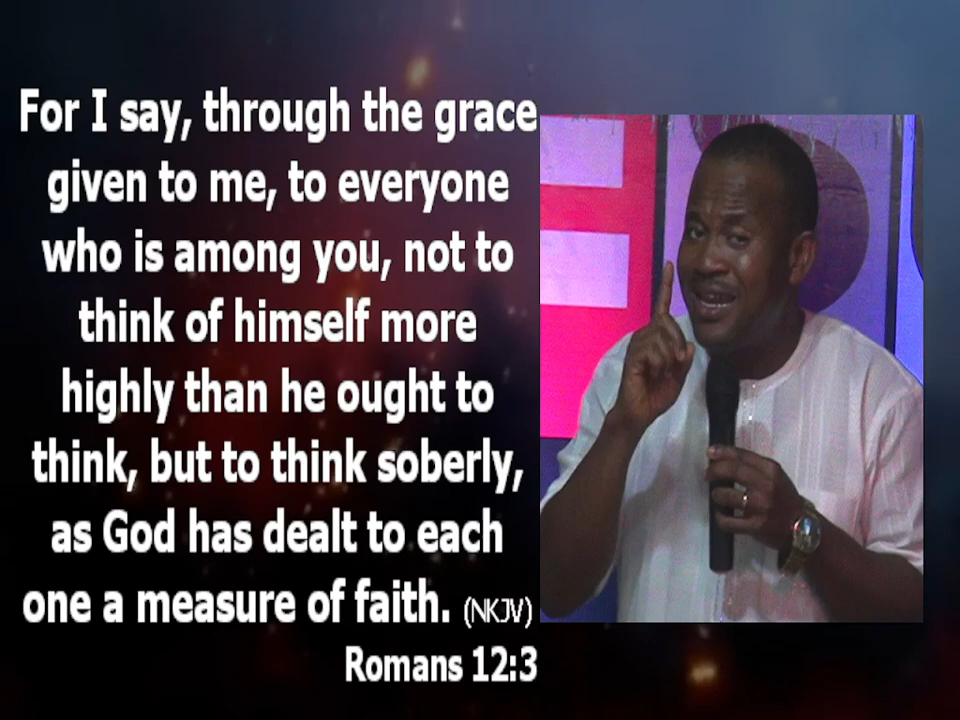 For I say, through the grace
given to me, to everyone
who is among you, not to
think of himself more
highly than he ought to
think, but to think soberly,
as God has dealt to each
one a measure of faith. (NKJV)
Romans 12:3